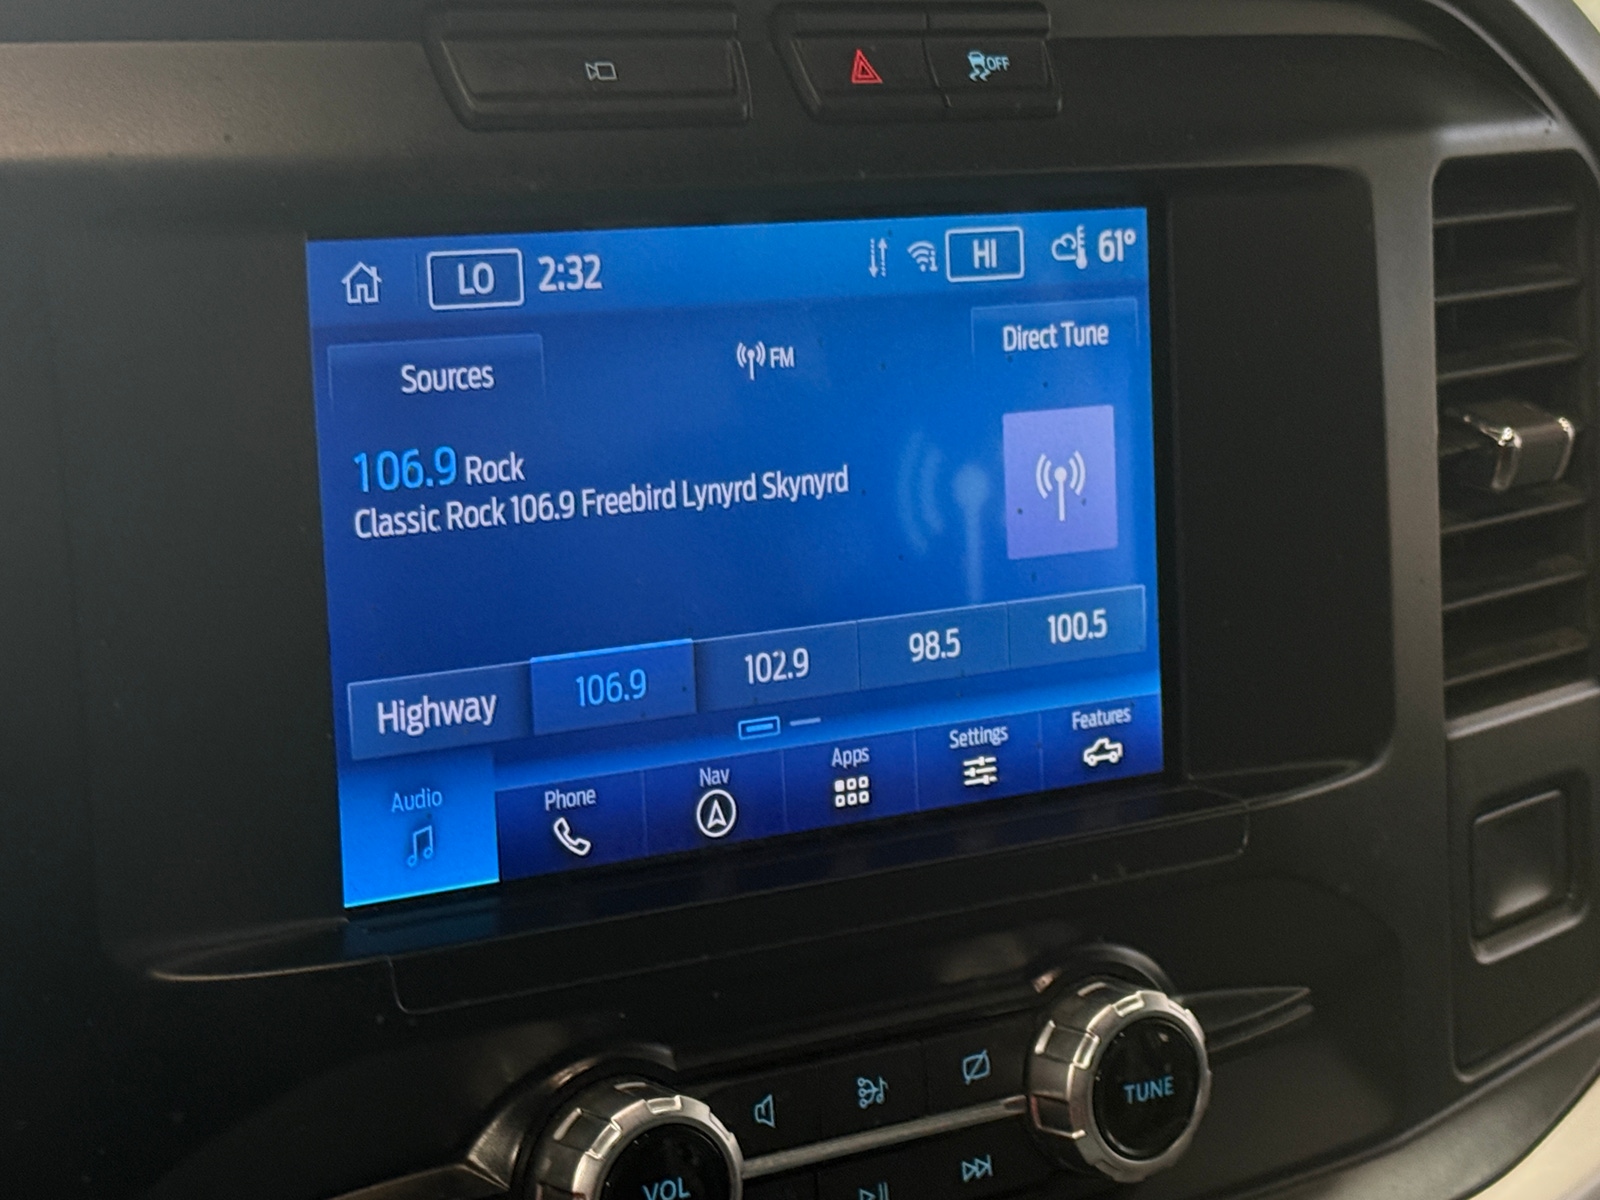 OFF
LO 2:32 HI 61°
Sources FM Direct Tune
106.9 Rock
Classic Rock 106.9 Freebird Lynyrd Skynyrd
Highway 106.9 102.9 98.5 100.5
Audio Phone Nav Apps Settings Features
TUNE
VOL